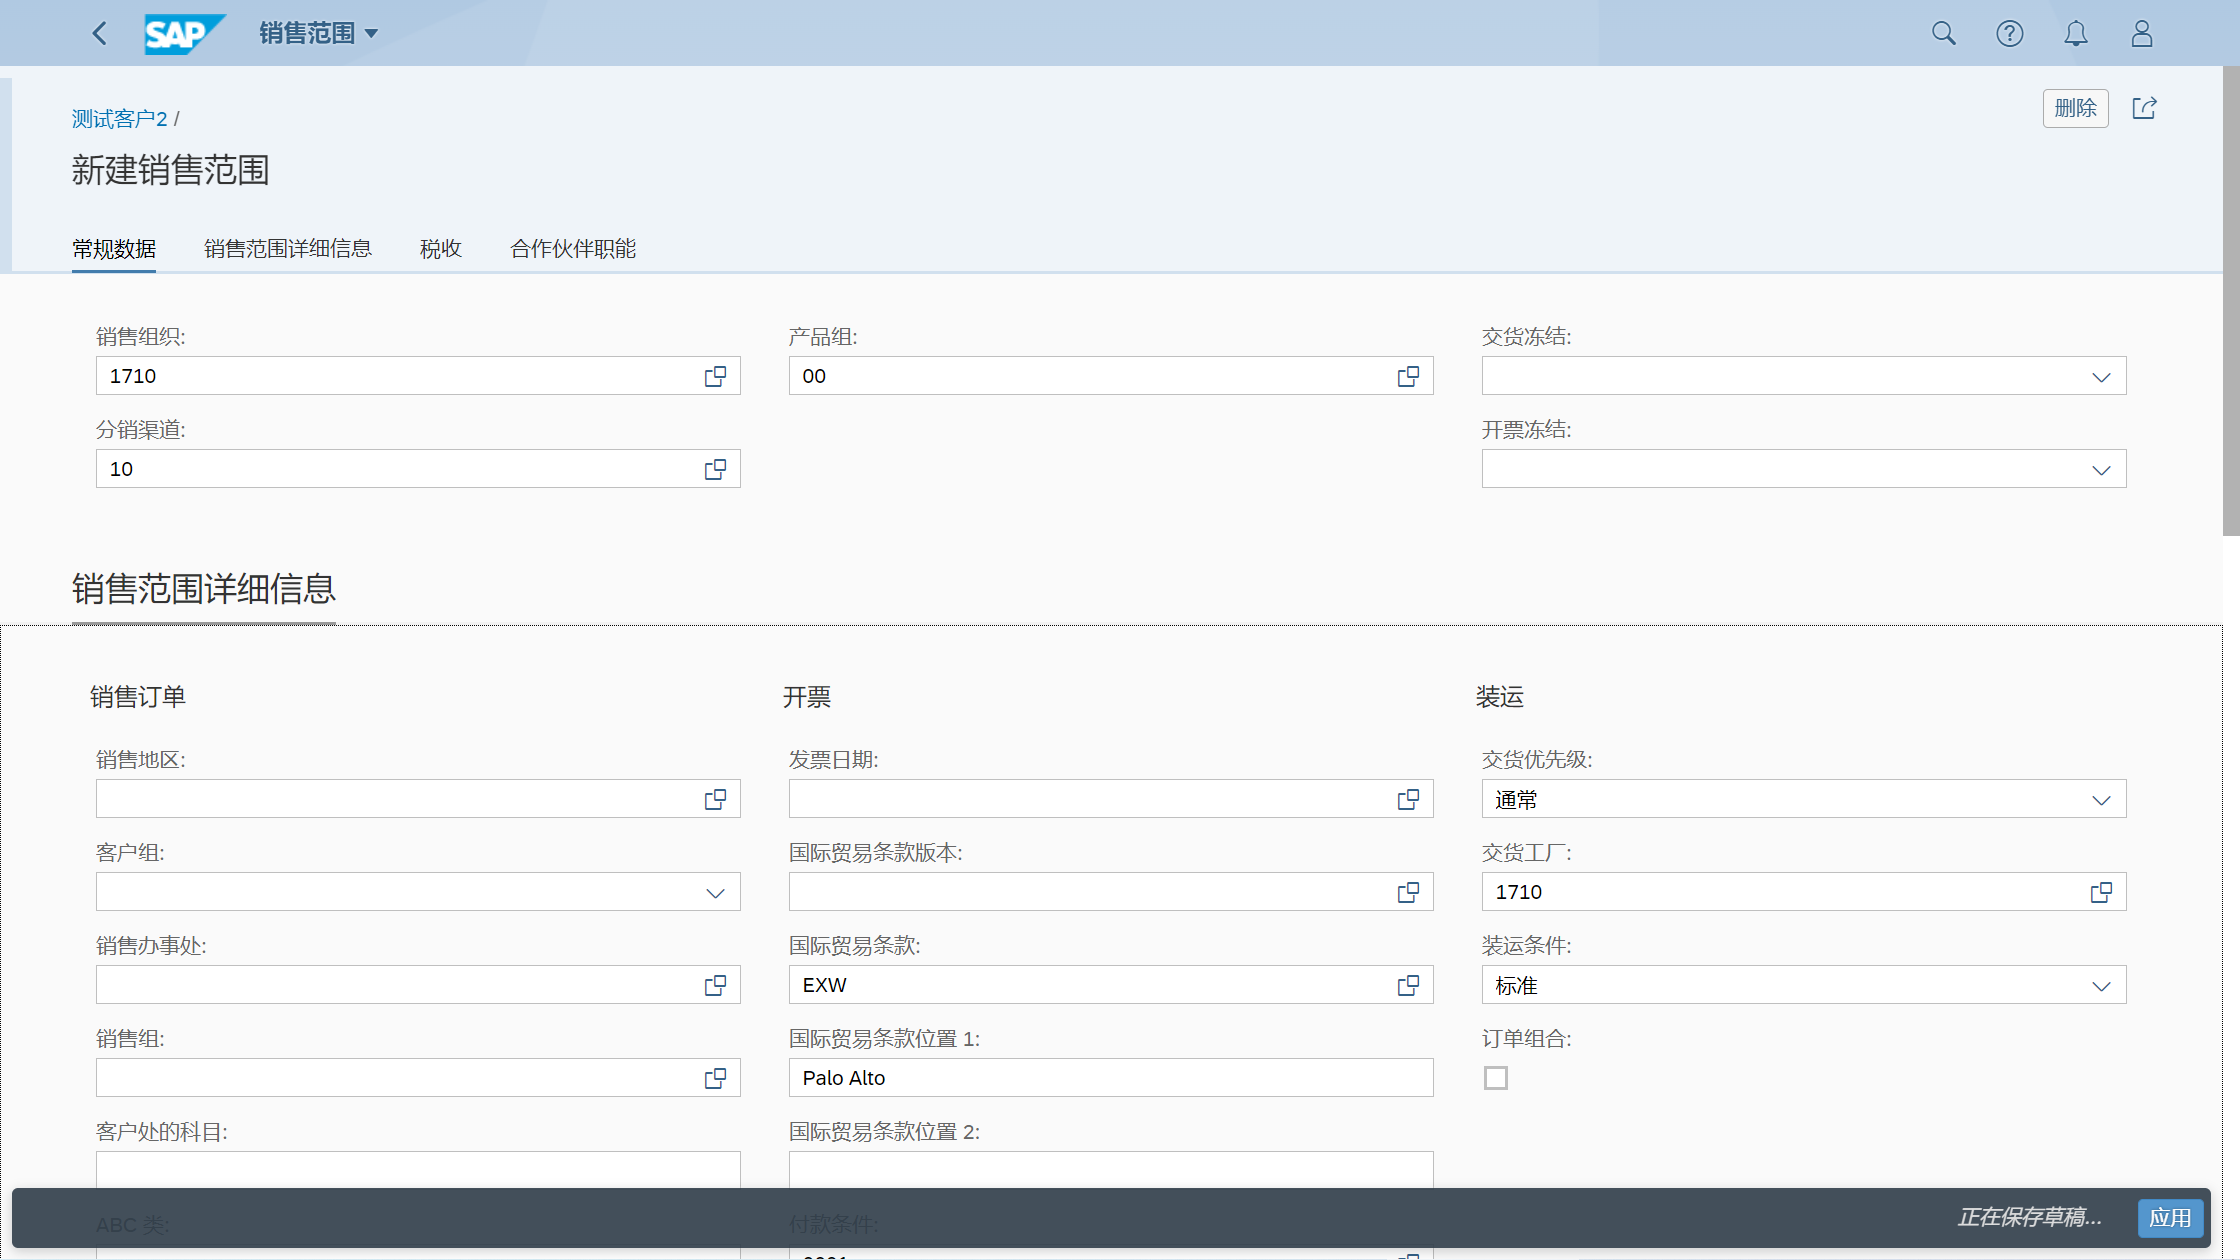 SAP 销售范围
测试客户2 /
删除
新建销售范围
常规数据 销售范围详细信息 税收 合作伙伴职能
销售组织: 产品组: 交货冻结:
1710 00
分销渠道: 开票冻结:
10
销售范围详细信息
销售订单 开票 装运
销售地区: 发票日期: 交货优先级:
通常
客户组: 国际贸易条款版本: 交货工厂:
1710
销售办事处: 国际贸易条款: 装运条件:
EXW 标准
销售组: 国际贸易条款位置 1: 订单组合:
Palo Alto
客户处的科目: 国际贸易条款位置 2:
ABC 类: 付款条件:
正在保存草稿... 应用